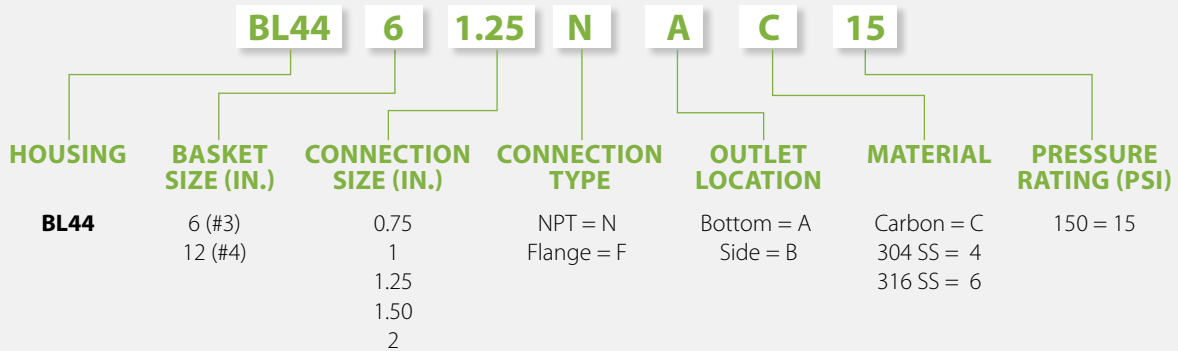 BL44 6 1.25 N A C 15
HOUSING BASKET SIZE (IN.) CONNECTION SIZE (IN.) CONNECTION TYPE OUTLET LOCATION MATERIAL PRESSURE RATING (PSI)
BL44 6 (#3) 0.75 NPT = N Bottom = A Carbon = C 150 = 15
12 (#4) 1 Flange = F Side = B 304 SS = 4
1.25 316 SS = 6
1.50
2